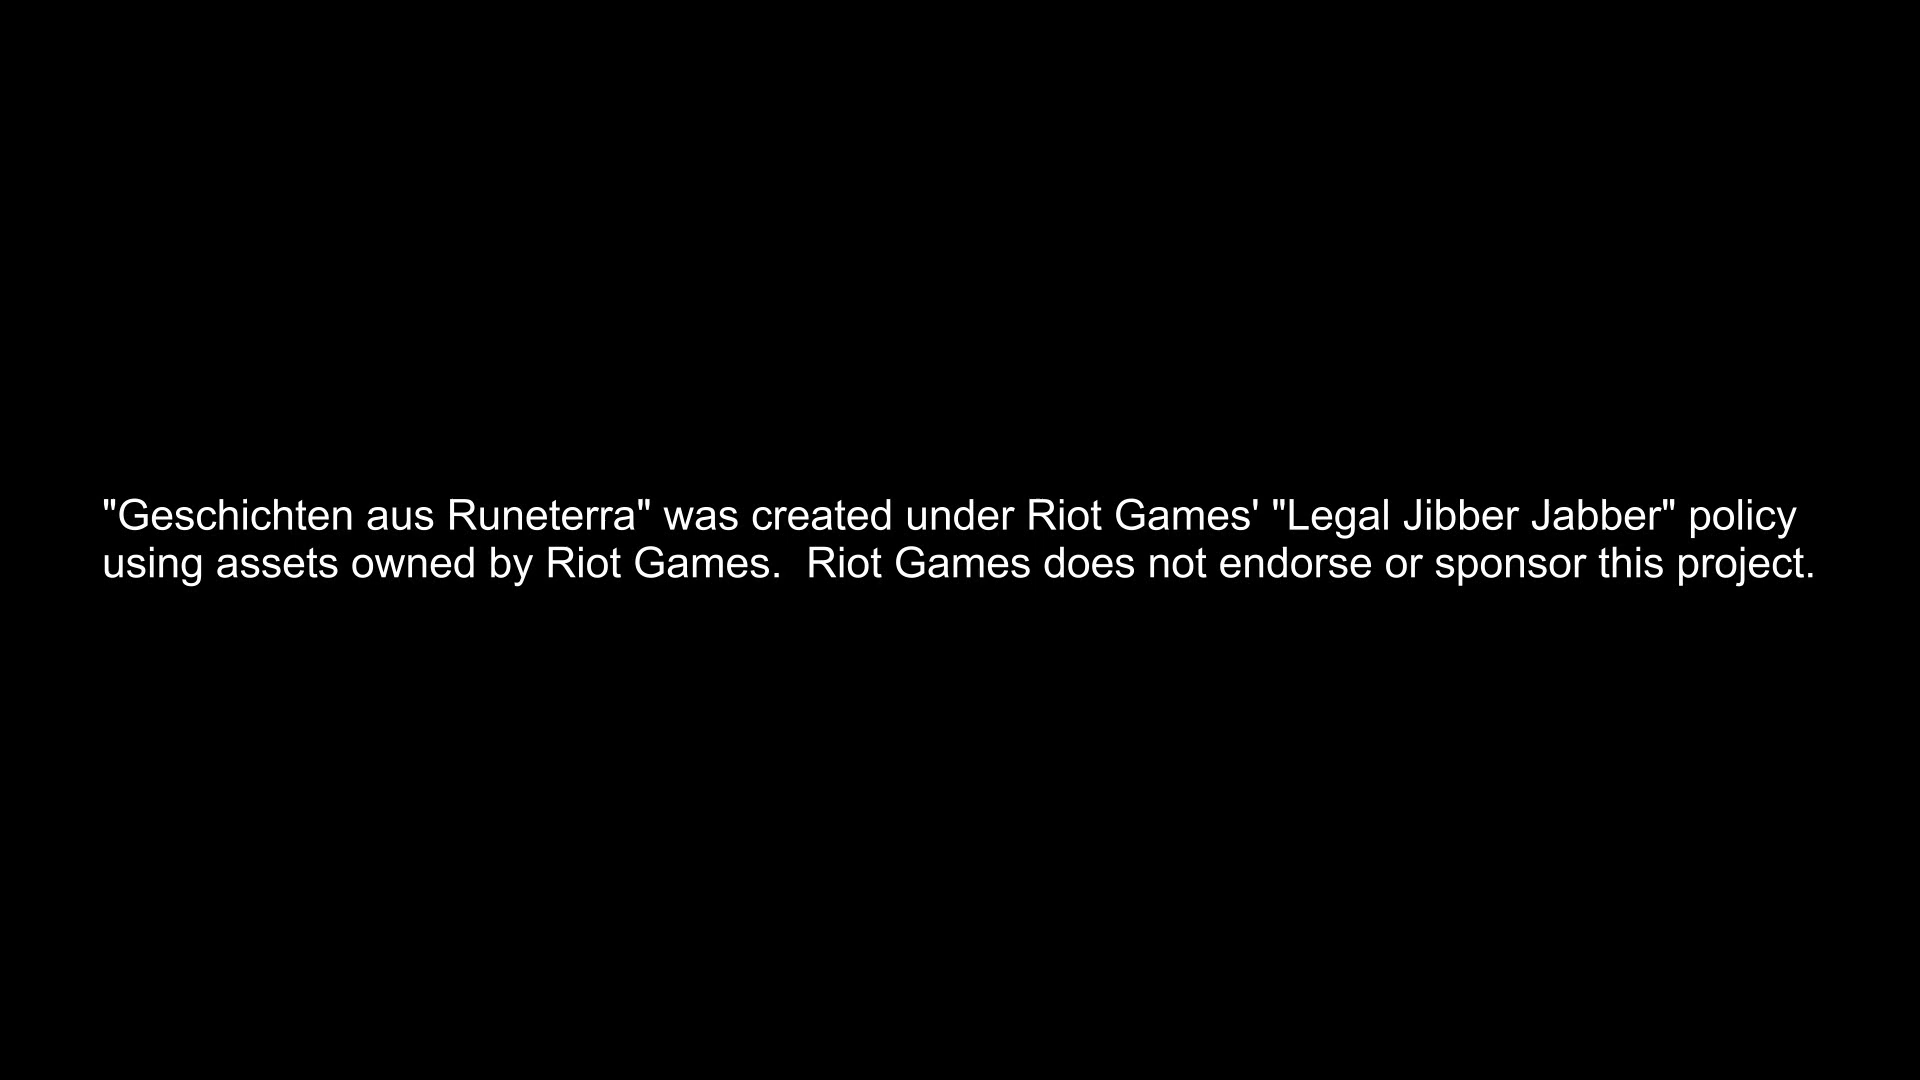 "Geschichten aus Runeterra" was created under Riot Games' "Legal Jibber Jabber" policy
using assets owned by Riot Games.  Riot Games does not endorse or sponsor this project.